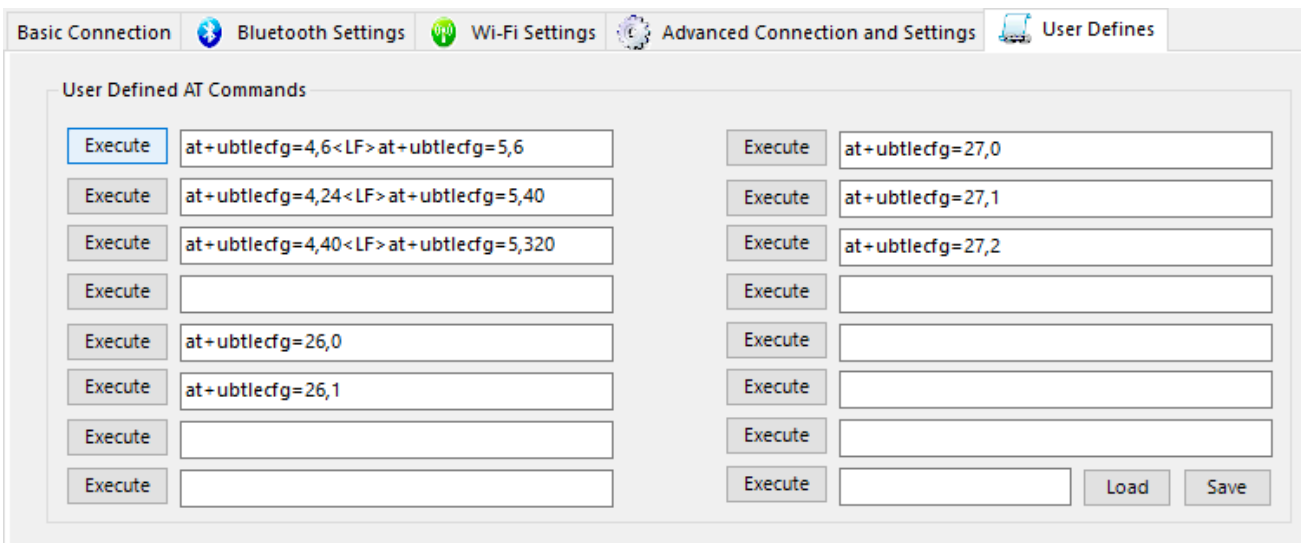 Basic Connection Bluetooth Settings Wi-Fi Settings Advanced Connection and Settings User Defines
User Defined AT Commands
Execute at+ubtlecfg=4,6<LF>at+ubtlecfg=5,6 Execute at+ubtlecfg=27,0
Execute at+ubtlecfg=4,24<LF>at+ubtlecfg=5,40 Execute at+ubtlecfg=27,1
Execute at+ubtlecfg=4,40<LF>at+ubtlecfg=5,320 Execute at+ubtlecfg=27,2
Execute Execute
Execute at+ubtlecfg=26,0 Execute
Execute at+ubtlecfg=26,1 Execute
Execute Execute
Execute Execute Load Save